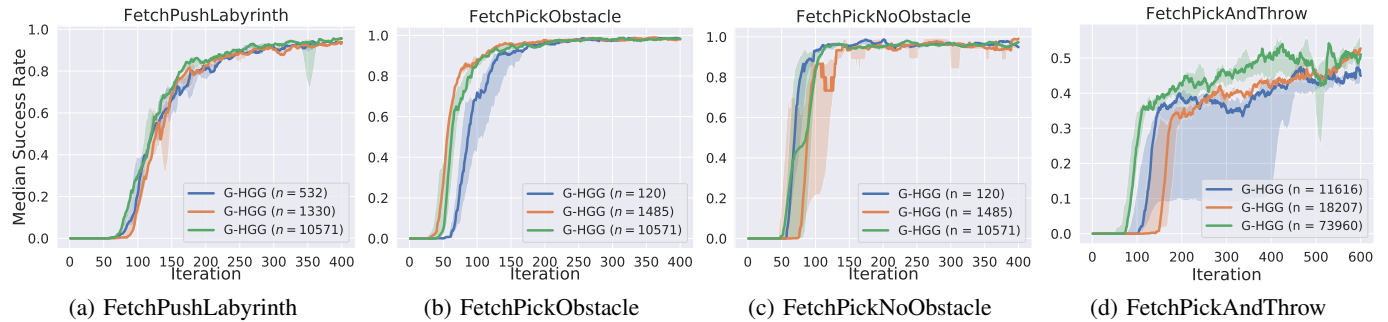 FetchPushLabyrinth
1.0
0.8
0.6
0.4
0.2
0.0
Median Success Rate
G-HGG (n = 532)
G-HGG (n = 1330)
G-HGG (n = 10571)
0 50 100 150 200 250 300 350 400
Iteration
(a) FetchPushLabyrinth
FetchPickObstacle
1.0
0.8
0.6
0.4
0.2
0.0
G-HGG (n = 120)
G-HGG (n = 1485)
G-HGG (n = 10571)
0 50 100 150 200 250 300 350 400
Iteration
(b) FetchPickObstacle
FetchPickNoObstacle
1.0
0.8
0.6
0.4
0.2
0.0
G-HGG (n = 120)
G-HGG (n = 1485)
G-HGG (n = 10571)
0 50 100 150 200 250 300 350 400
Iteration
(c) FetchPickNoObstacle
FetchPickAndThrow
0.5
0.4
0.3
0.2
0.1
0.0
G-HGG (n = 11616)
G-HGG (n = 18207)
G-HGG (n = 73960)
0 100 200 300 400 500 600
Iteration
(d) FetchPickAndThrow